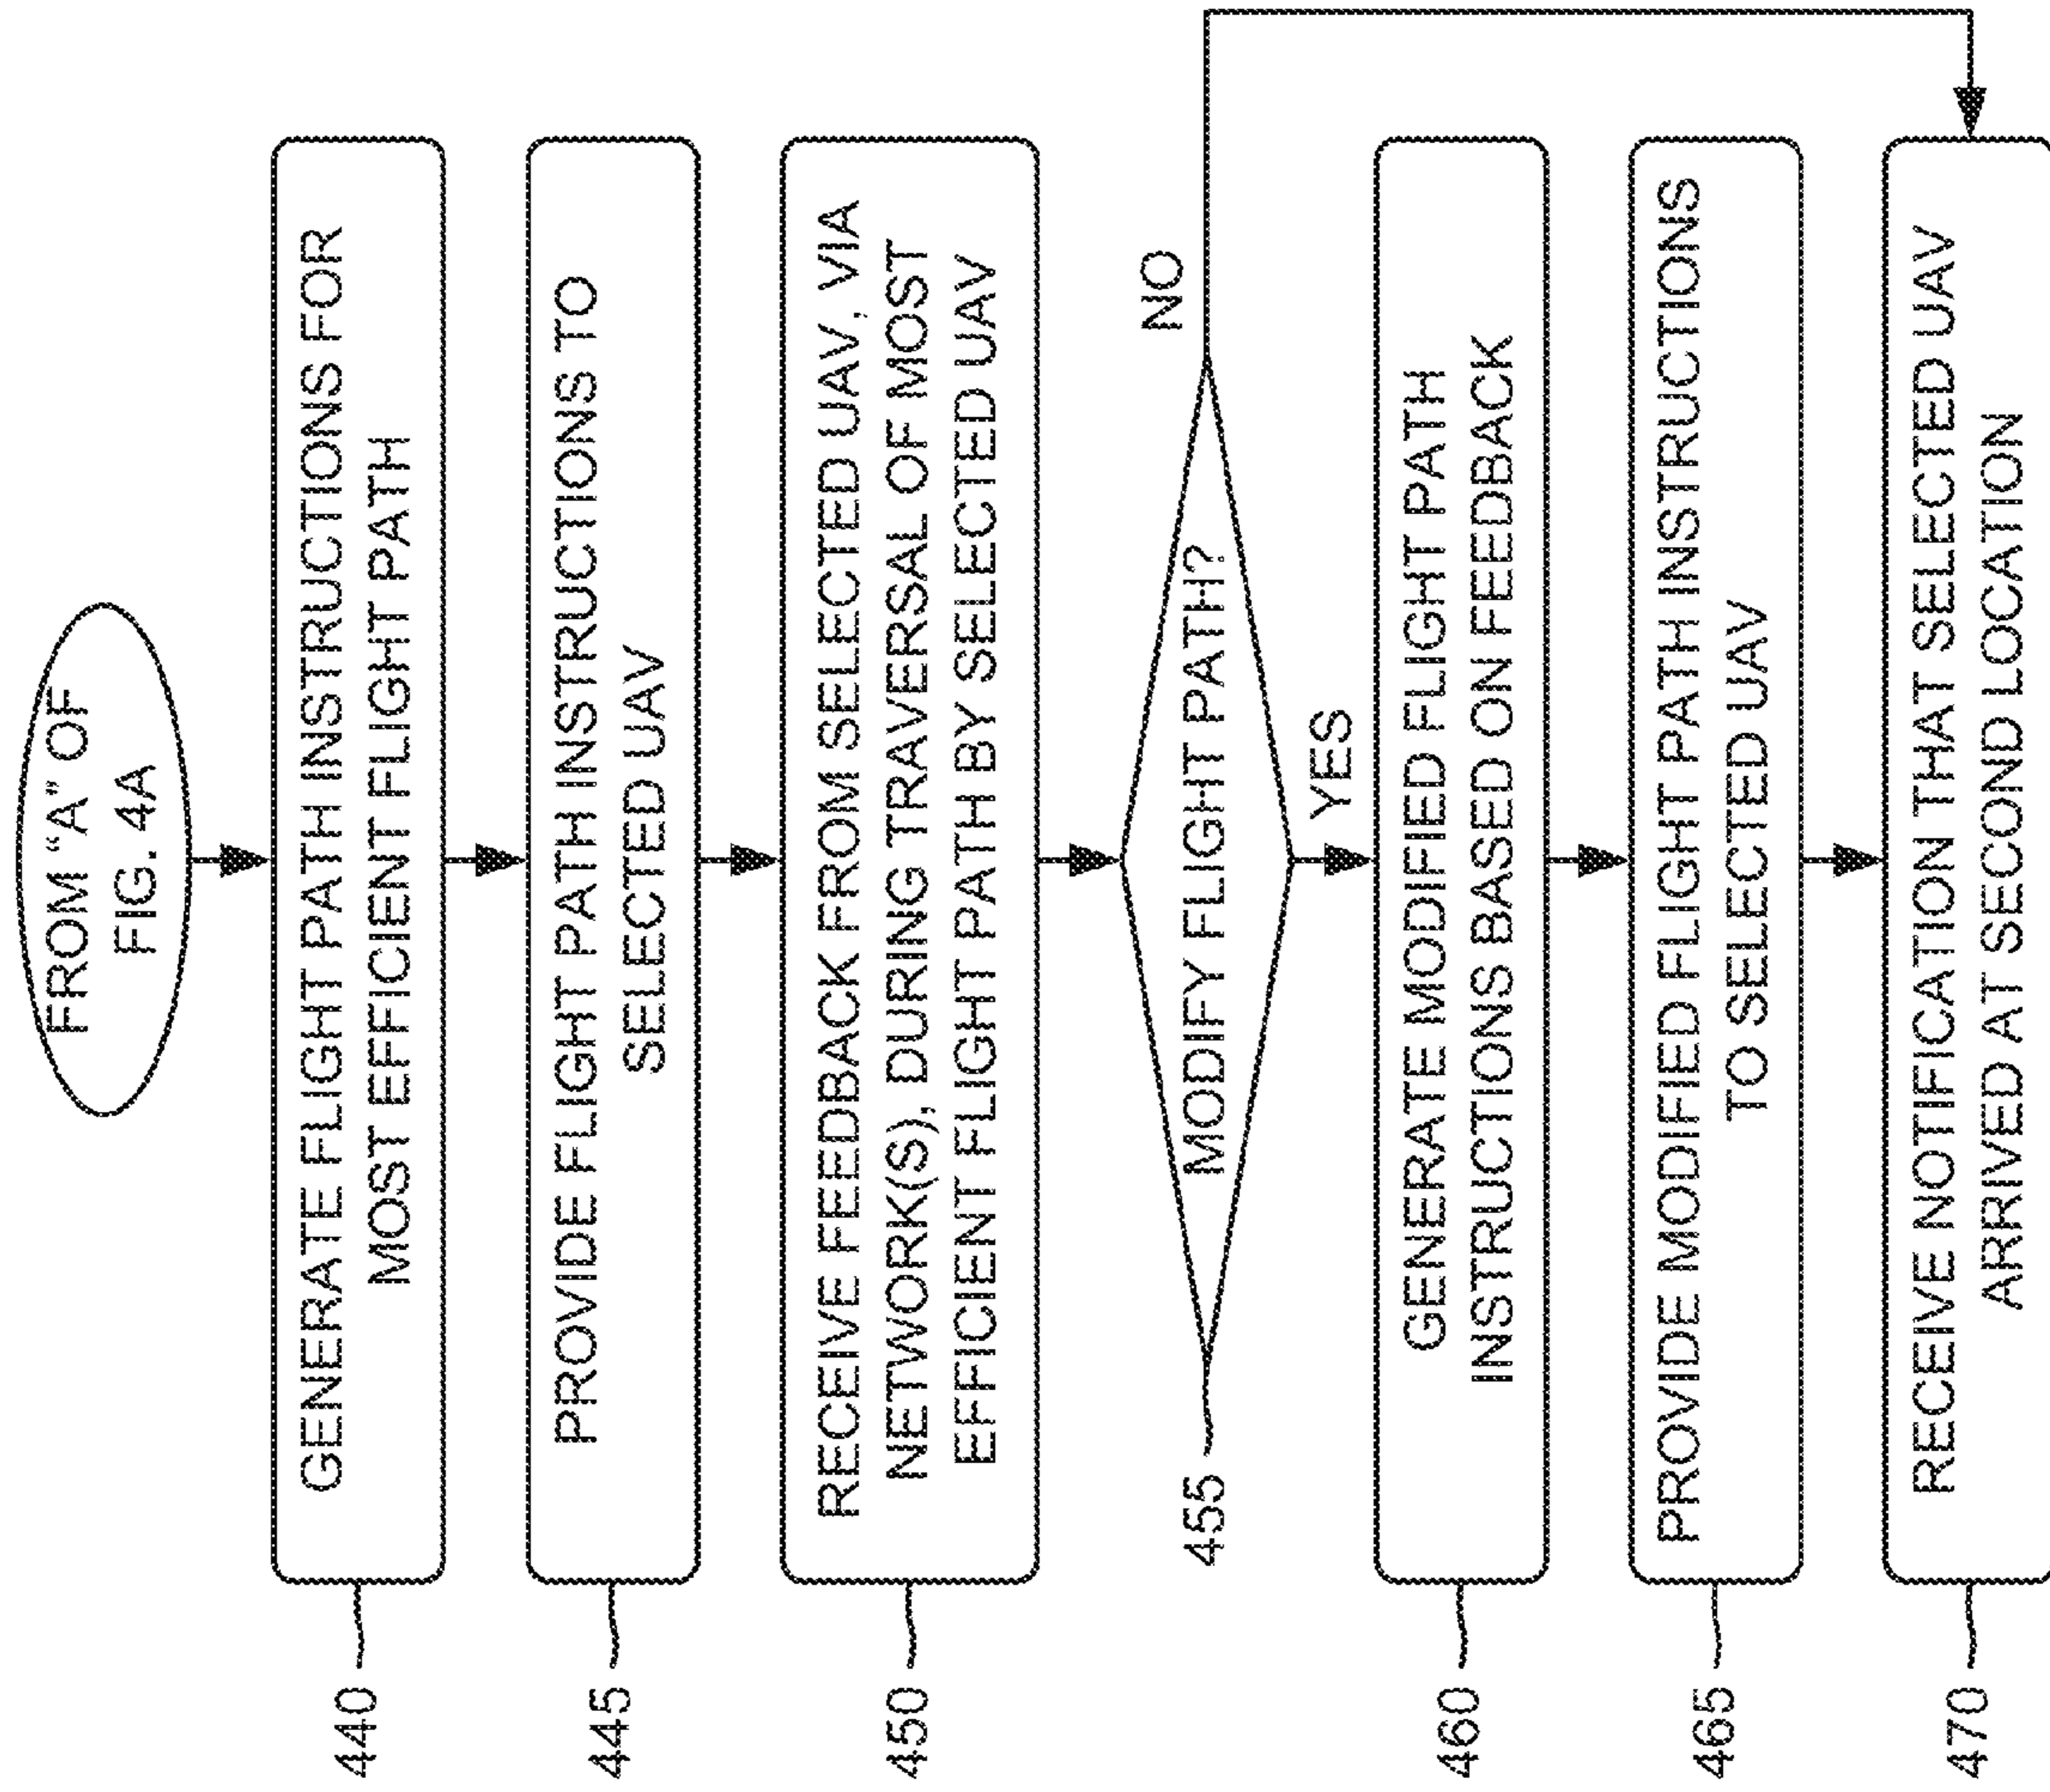 FROM “A” OF
FIG. 4A
440
GENERATE FLIGHT PATH INSTRUCTIONS FOR
MOST EFFICIENT FLIGHT PATH
445
PROVIDE FLIGHT PATH INSTRUCTIONS TO
SELECTED UAV
450
RECEIVE FEEDBACK FROM SELECTED UAV, VIA
NETWORK(S), DURING TRAVERSAL OF MOST
EFFICIENT FLIGHT PATH BY SELECTED UAV
455
MODIFY FLIGHT PATH?
NO
YES
460
GENERATE MODIFIED FLIGHT PATH
INSTRUCTIONS BASED ON FEEDBACK
465
PROVIDE MODIFIED FLIGHT PATH INSTRUCTIONS
TO SELECTED UAV
470
RECEIVE NOTIFICATION THAT SELECTED UAV
ARRIVED AT SECOND LOCATION